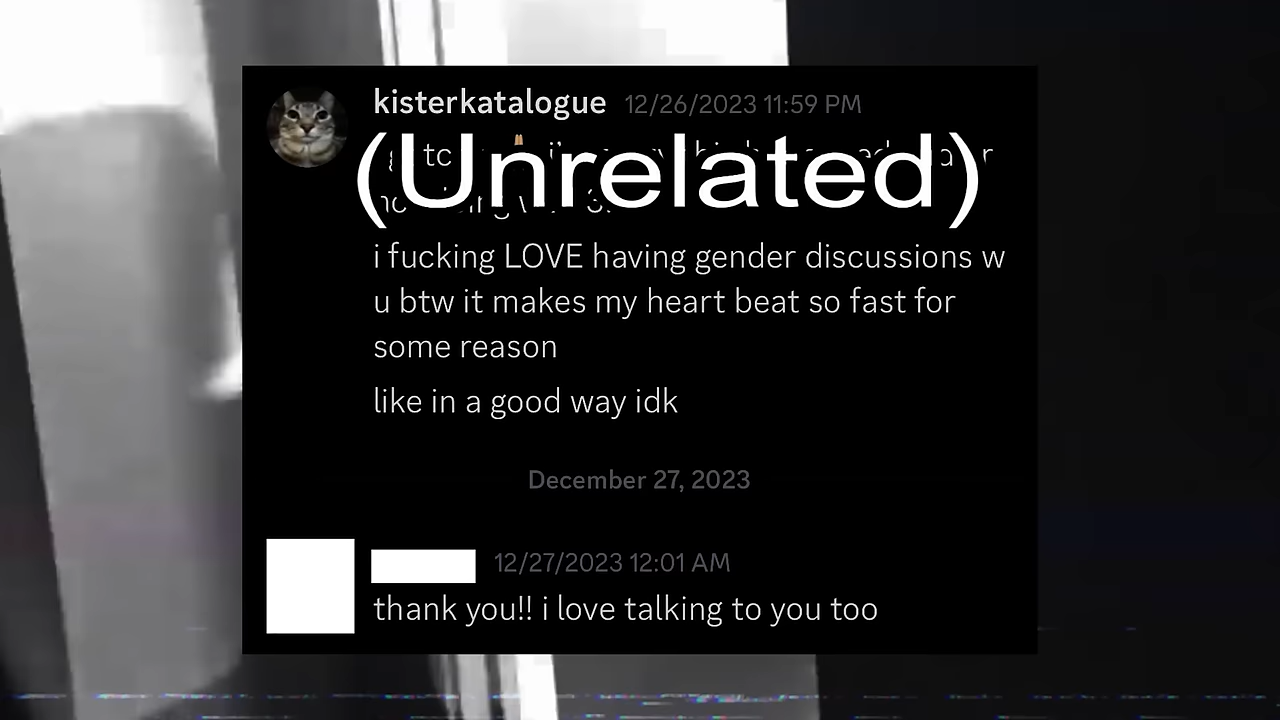 kisterkatalogue 12/26/2023 11:59 PM
(Unrelated)
i fucking LOVE having gender discussions w
u btw it makes my heart beat so fast for
some reason
like in a good way idk
December 27, 2023
12/27/2023 12:01 AM
thank you!! i love talking to you too